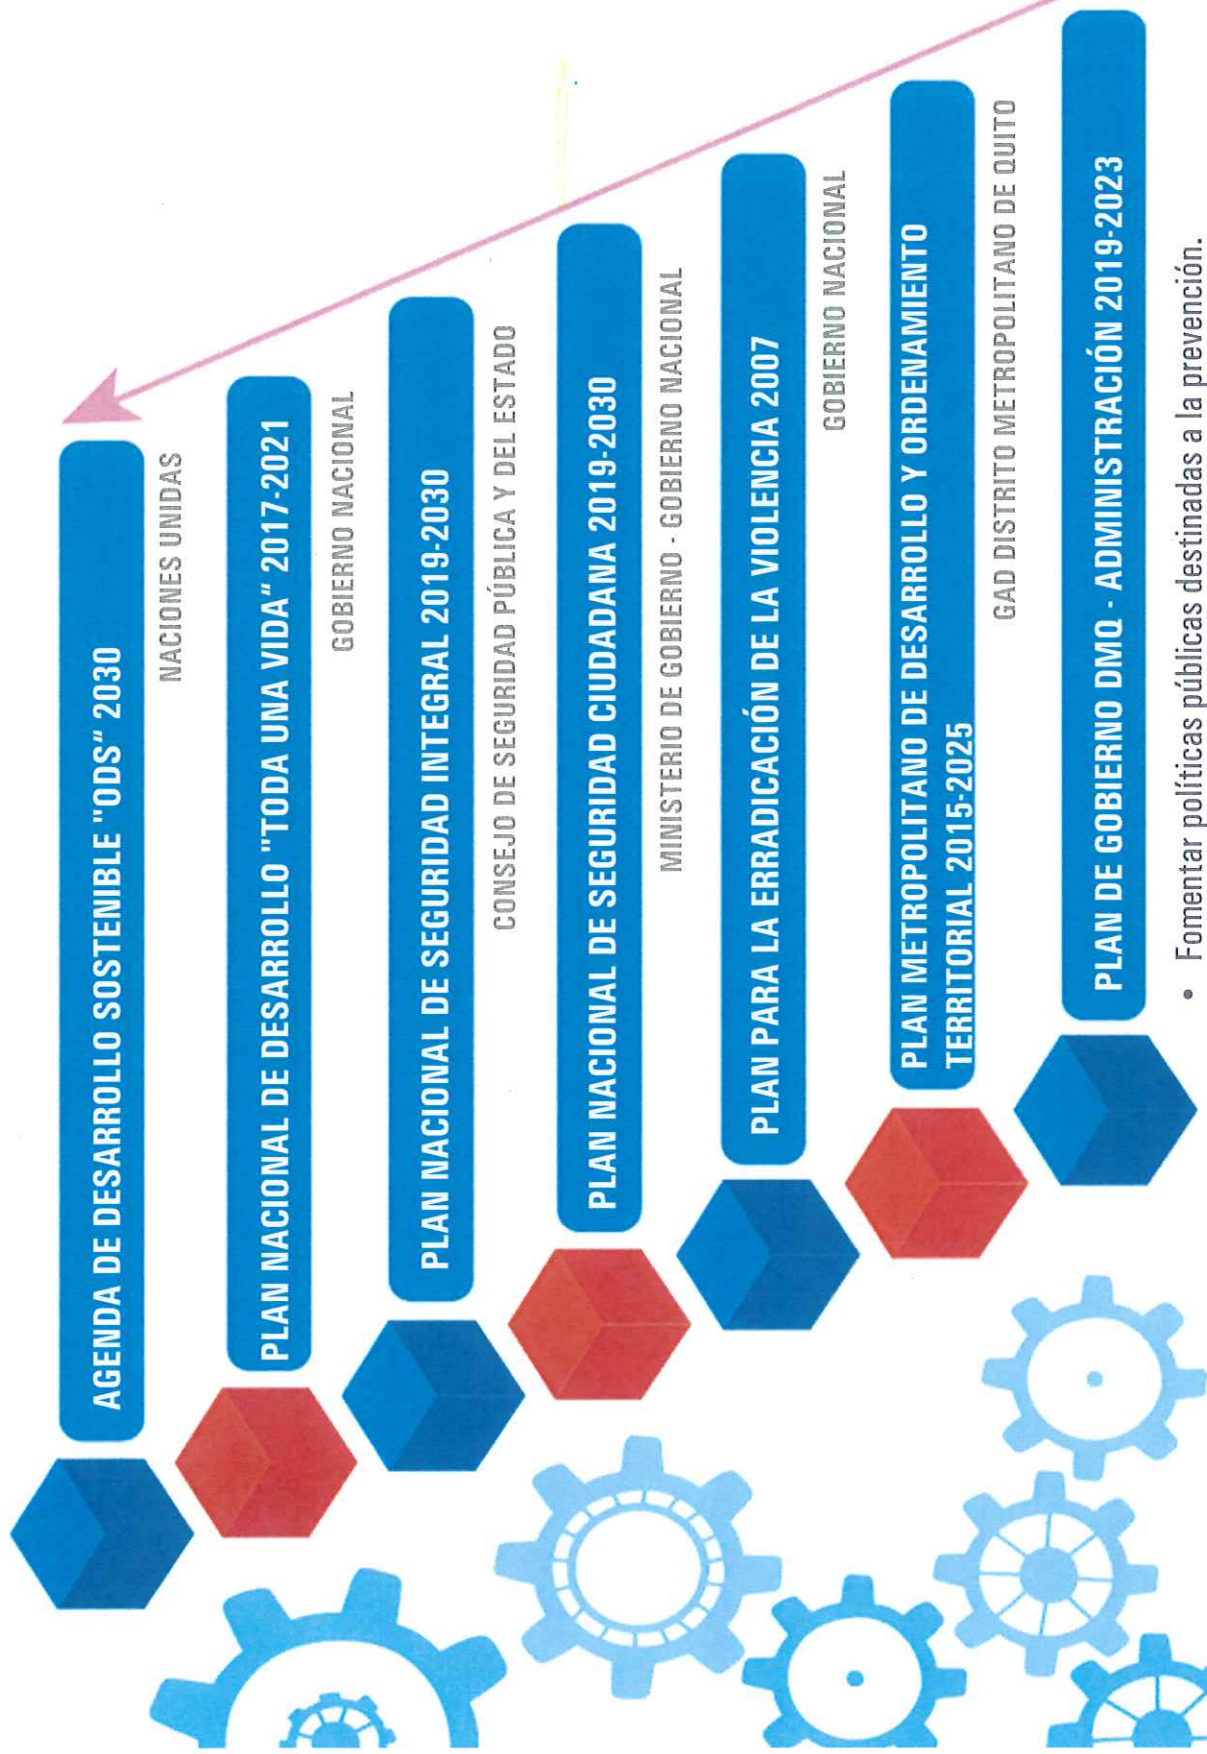 AGENDA DE DESARROLLO SOSTENIBLE "ODS" 2030
NACIONES UNIDAS
PLAN NACIONAL DE DESARROLLO "TODA UNA VIDA" 2017-2021
GOBIERNO NACIONAL
PLAN NACIONAL DE SEGURIDAD INTEGRAL 2019-2030
CONSEJO DE SEGURIDAD PÚBLICA Y DEL ESTADO
PLAN NACIONAL DE SEGURIDAD CIUDADANA 2019-2030
MINISTERIO DE GOBIERNO - GOBIERNO NACIONAL
PLAN PARA LA ERRADICACIÓN DE LA VIOLENCIA 2007
GOBIERNO NACIONAL
PLAN METROPOLITANO DE DESARROLLO Y ORDENAMIENTO
TERRITORIAL 2015-2025
GAD DISTRITO METROPOLITANO DE QUITO
PLAN DE GOBIERNO DMQ - ADMINISTRACIÓN 2019-2023
• Fomentar políticas públicas destinadas a la prevención.